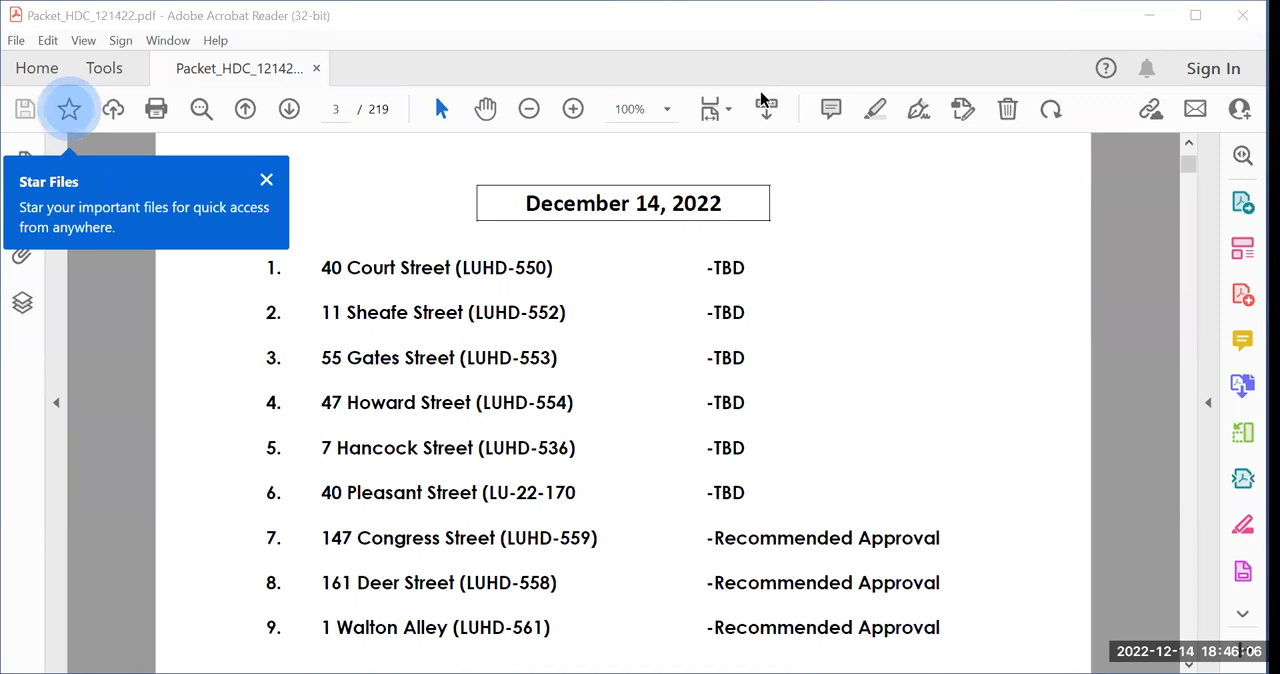 Packet_HDC_121422.pdf - Adobe Acrobat Reader (32-bit)
File Edit View Sign Window Help
Home Tools Packet_HDC_12142... × Sign In
3 / 219 100%
Star Files
Star your important files for quick access
from anywhere.
December 14, 2022
1. 40 Court Street (LUHD-550) -TBD
2. 11 Sheafe Street (LUHD-552) -TBD
3. 55 Gates Street (LUHD-553) -TBD
4. 47 Howard Street (LUHD-554) -TBD
5. 7 Hancock Street (LUHD-536) -TBD
6. 40 Pleasant Street (LU-22-170 -TBD
7. 147 Congress Street (LUHD-559) -Recommended Approval
8. 161 Deer Street (LUHD-558) -Recommended Approval
9. 1 Walton Alley (LUHD-561) -Recommended Approval
2022-12-14 18:46:06